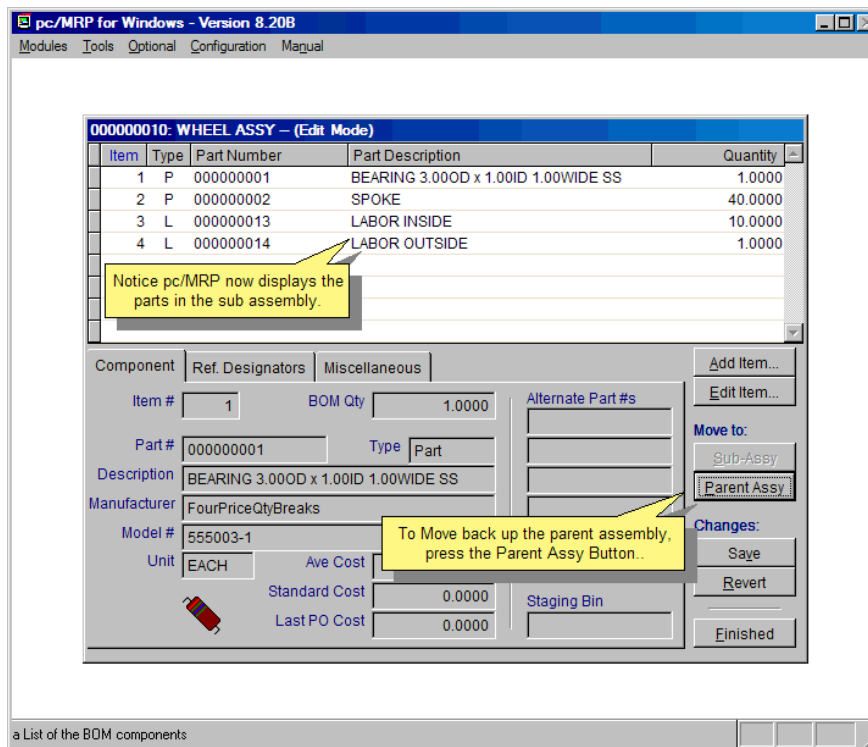 pc/MRP for Windows - Version 8.20B
Modules Tools Optional Configuration Manual
000000010: WHEEL ASSY -- (Edit Mode)
Item Type Part Number Part Description Quantity
1 P 000000001 BEARING 3.00OD x 1.00ID 1.00WIDE SS 1.0000
2 P 000000002 SPOKE 40.0000
3 L 000000013 LABOR INSIDE 10.0000
4 L 000000014 LABOR OUTSIDE 1.0000
Notice pc/MRP now displays the
parts in the sub assembly.
Component Ref. Designators Miscellaneous
Add Item...
Edit Item...
Item # 1 BOM Qty 1.0000 Alternate Part #s
Move to:
Part # 000000001 Type Part
Sub-Assy
Description BEARING 3.00OD x 1.00ID 1.00WIDE SS
Parent Assy
Manufacturer FourPriceQtyBreaks
Model # 555003-1
To Move back up the parent assembly,
press the Parent Assy Button..
Changes:
Save
Unit EACH Ave Cost
Revert
Standard Cost 0.0000 Staging Bin
Last PO Cost 0.0000
Finished
a List of the BOM components